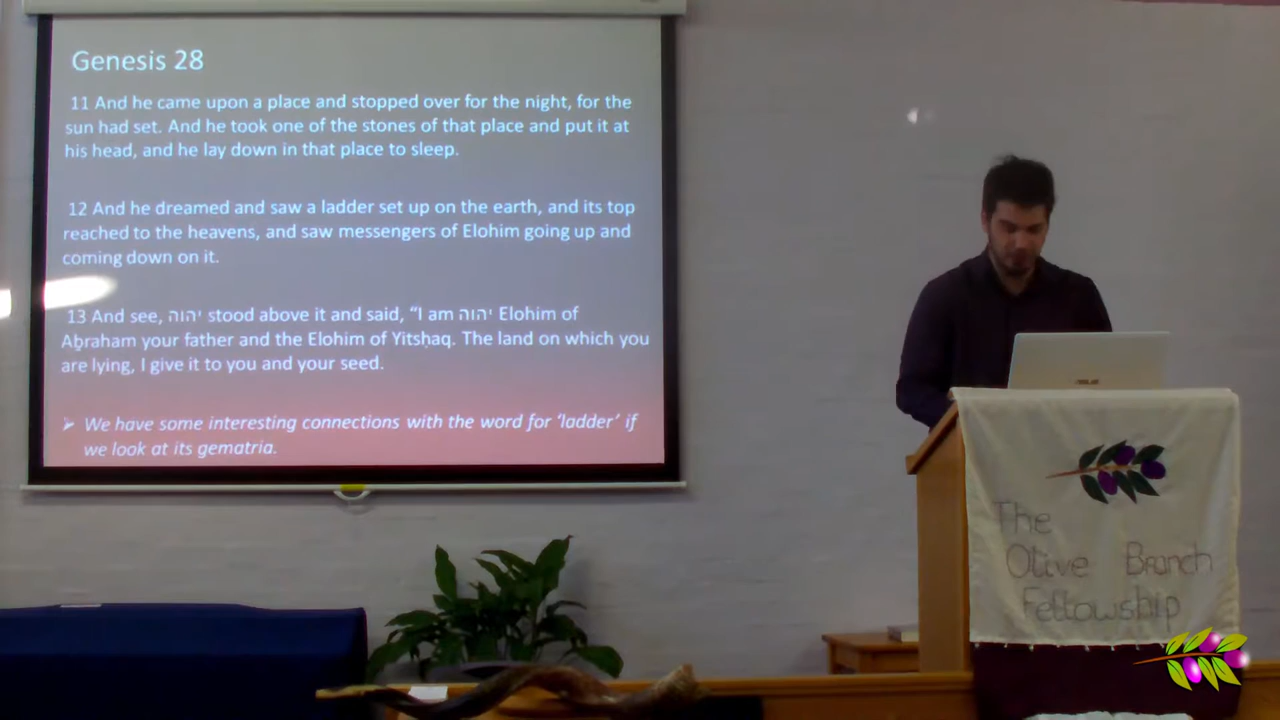 Genesis 28
11 And he came upon a place and stopped over for the night, for the
sun had set. And he took one of the stones of that place and put it at
his head, and he lay down in that place to sleep.
12 And he dreamed and saw a ladder set up on the earth, and its top
reached to the heavens, and saw messengers of Elohim going up and
coming down on it.
13 And see, יהוה stood above it and said, “I am יהוה Elohim of
Aḇraham your father and the Elohim of Yitsḥaq. The land on which you
are lying, I give it to you and your seed.
➢ We have some interesting connections with the word for ‘ladder’ if
we look at its gematria.
The
Olive Branch
Fellowship